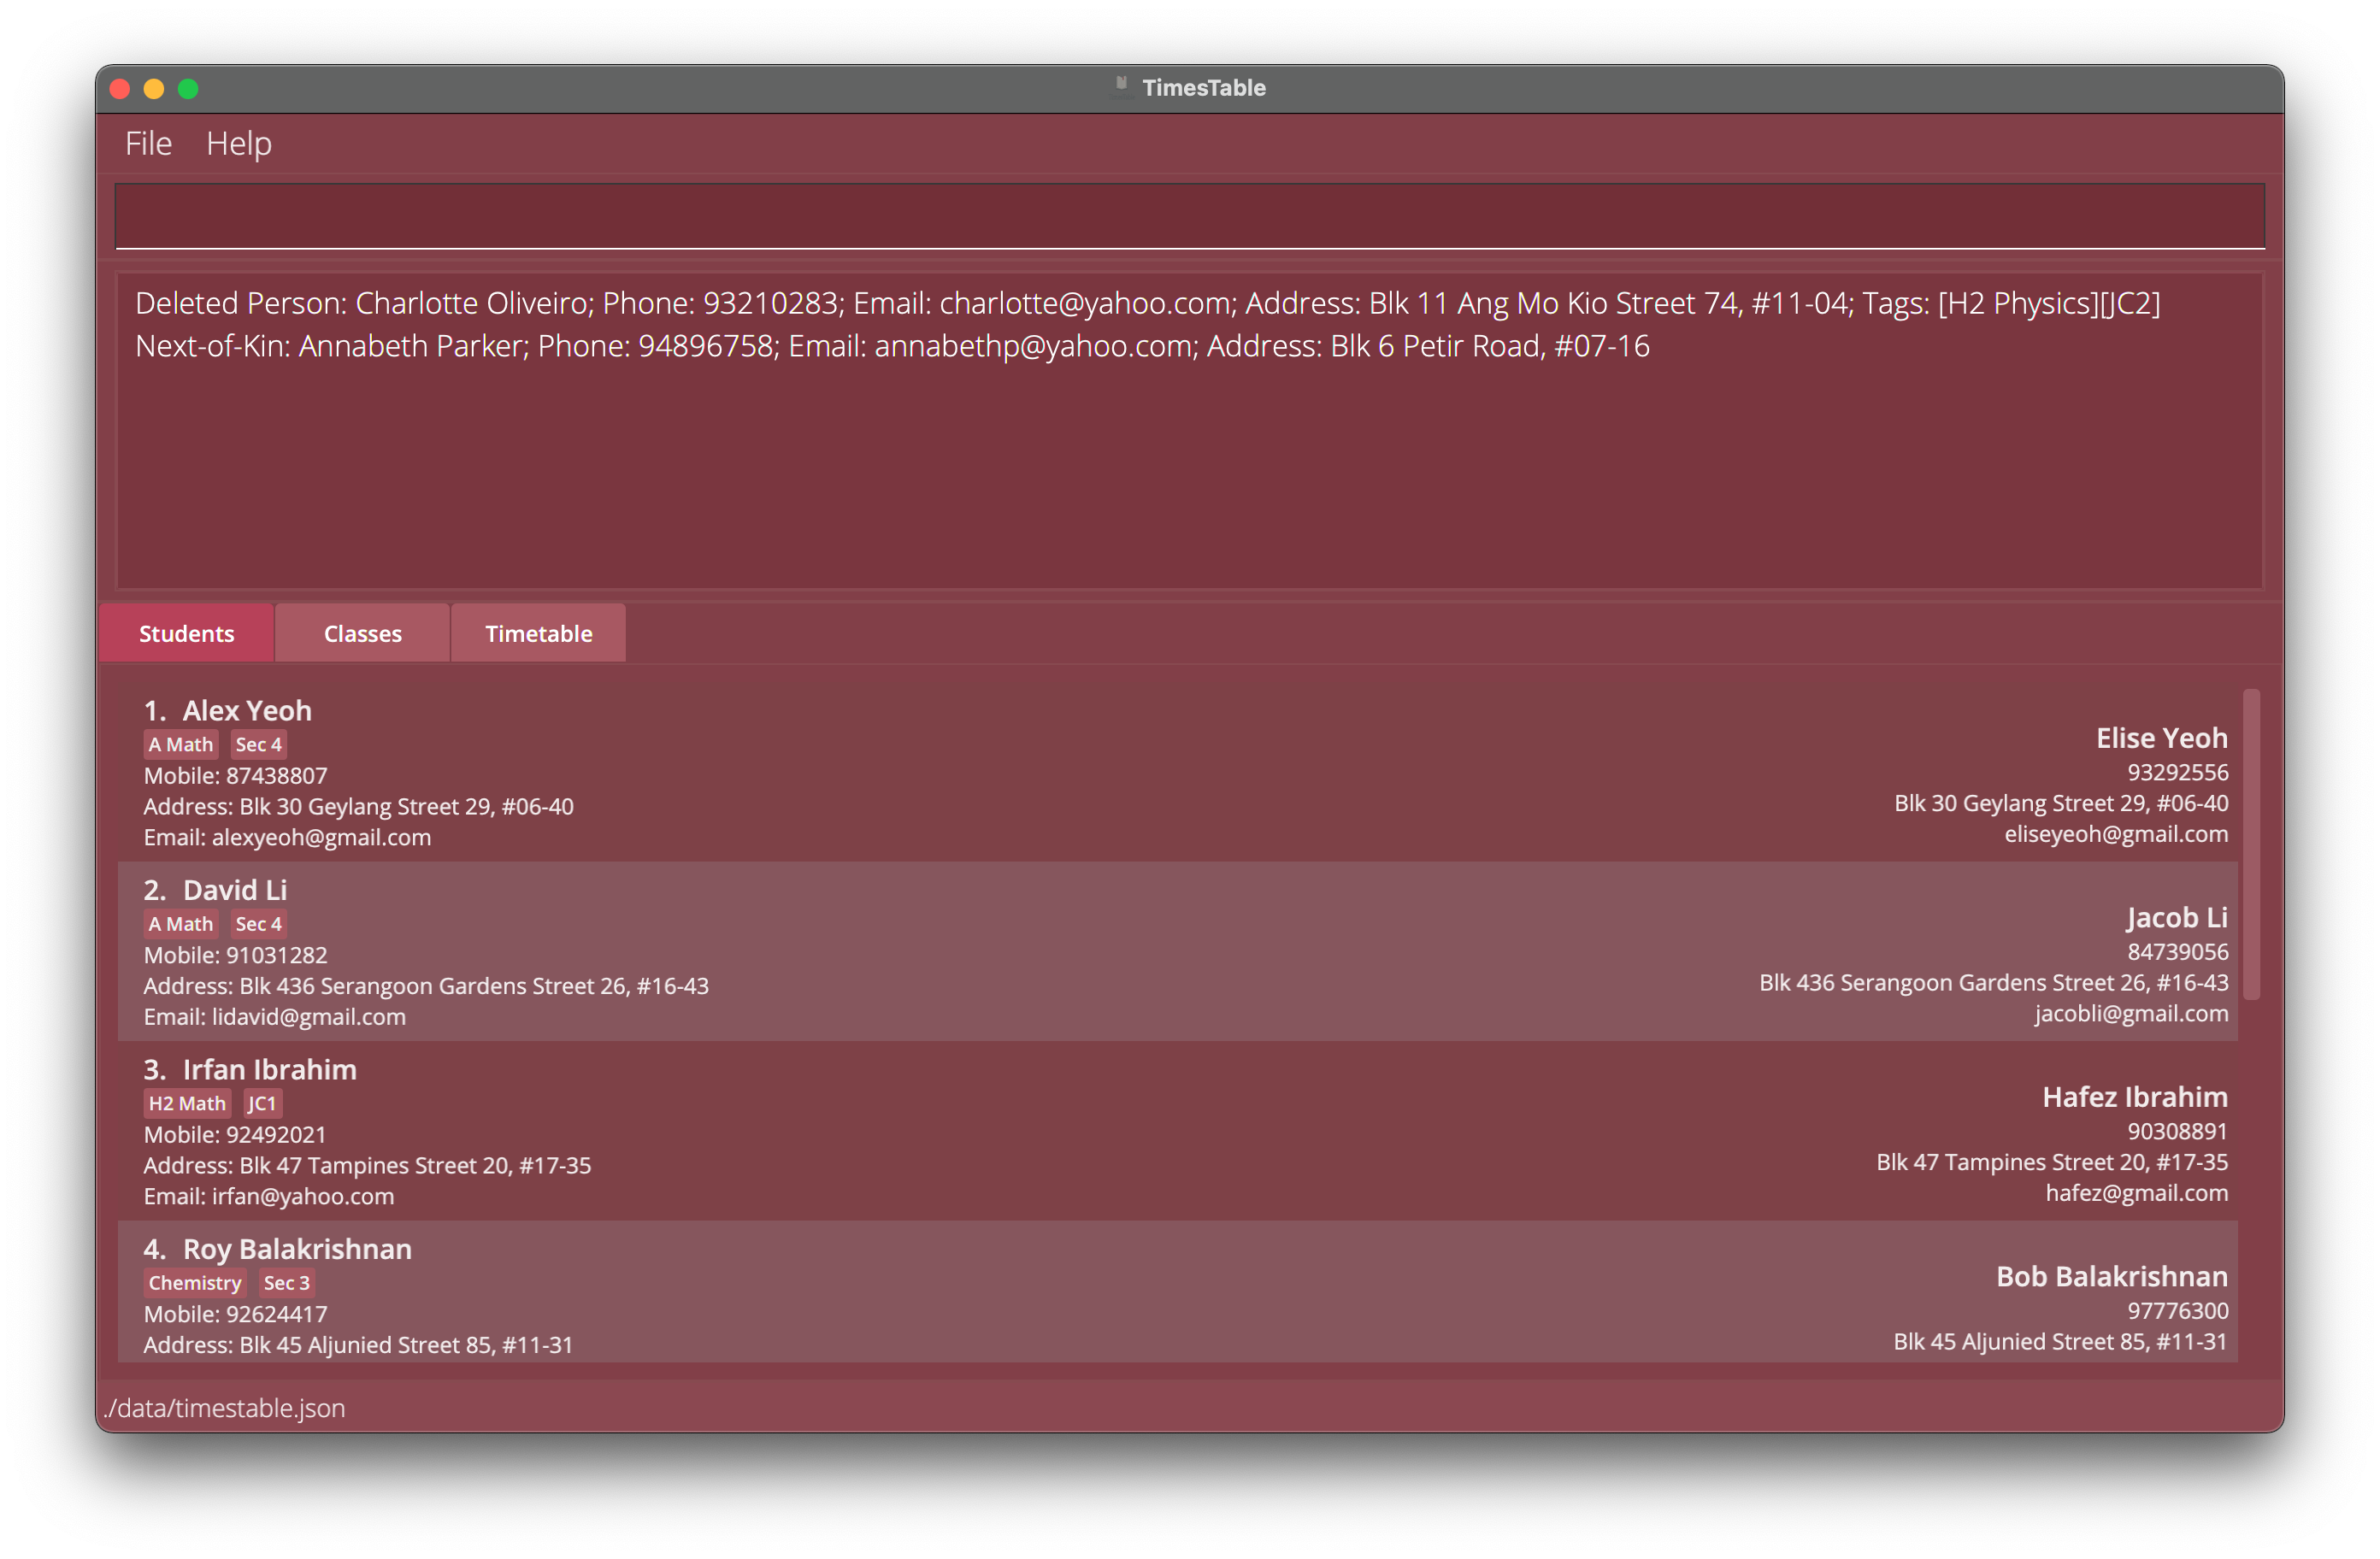 TimesTable
File Help
Deleted Person: Charlotte Oliveiro; Phone: 93210283; Email: charlotte@yahoo.com; Address: Blk 11 Ang Mo Kio Street 74, #11-04; Tags: [H2 Physics][JC2]
Next-of-Kin: Annabeth Parker; Phone: 94896758; Email: annabethp@yahoo.com; Address: Blk 6 Petir Road, #07-16
Students Classes Timetable
1. Alex Yeoh
A Math Sec 4
Mobile: 87438807
Address: Blk 30 Geylang Street 29, #06-40
Email: alexyeoh@gmail.com
Elise Yeoh
93292556
Blk 30 Geylang Street 29, #06-40
eliseyeoh@gmail.com
2. David Li
A Math Sec 4
Mobile: 91031282
Address: Blk 436 Serangoon Gardens Street 26, #16-43
Email: lidavid@gmail.com
Jacob Li
84739056
Blk 436 Serangoon Gardens Street 26, #16-43
jacobli@gmail.com
3. Irfan Ibrahim
H2 Math JC1
Mobile: 92492021
Address: Blk 47 Tampines Street 20, #17-35
Email: irfan@yahoo.com
Hafez Ibrahim
90308891
Blk 47 Tampines Street 20, #17-35
hafez@gmail.com
4. Roy Balakrishnan
Chemistry Sec 3
Mobile: 92624417
Address: Blk 45 Aljunied Street 85, #11-31
Bob Balakrishnan
97776300
Blk 45 Aljunied Street 85, #11-31
./data/timestable.json